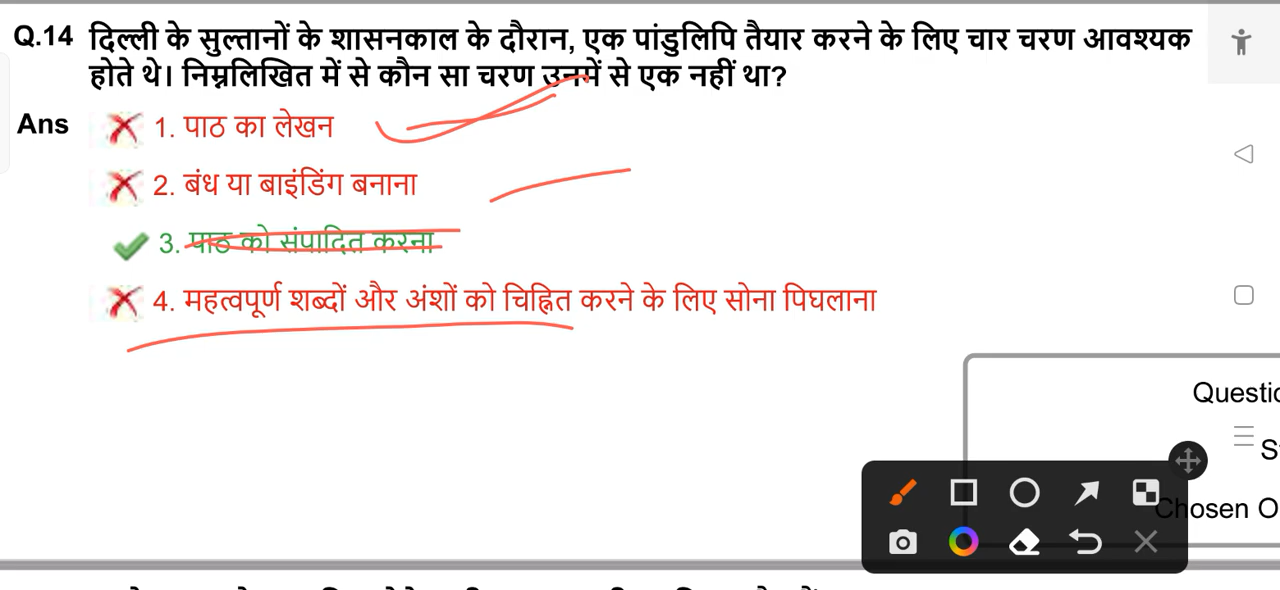 Q.14 दिल्ली के सुल्तानों के शासनकाल के दौरान, एक पांडुलिपि तैयार करने के लिए चार चरण आवश्यक
होते थे। निम्नलिखित में से कौन सा चरण उनमें से एक नहीं था?
Ans 1. पाठ का लेखन
2. बंध या बाइंडिंग बनाना
3. पाठ को संपादित करना
4. महत्वपूर्ण शब्दों और अंशों को चिह्नित करने के लिए सोना पिघलाना
Questio
S
Chosen O